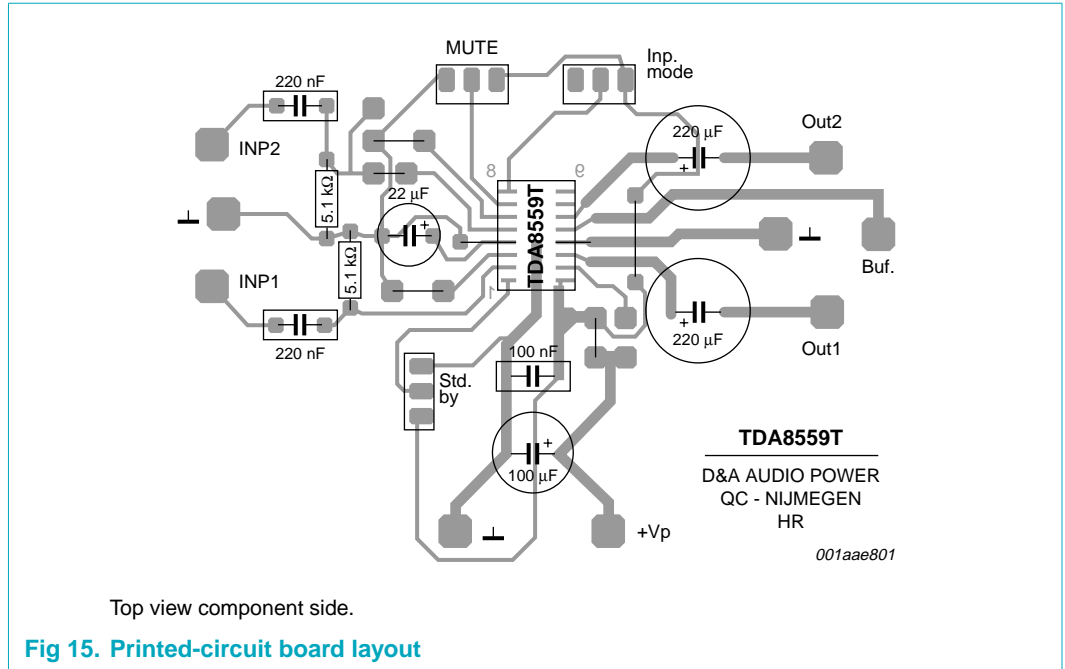 MUTE
Inp.
mode
220 nF
INP2
5.1 kΩ
220 µF
+
Out2
8
9
22 µF
+
TDA8559T
5.1 kΩ
INP1
1
Buf.
220 nF
+
220 µF
Out1
Std.
by
100 nF
+
100 µF
+Vp
TDA8559T
D&A AUDIO POWER
QC - NIJMEGEN
HR
001aae801
Top view component side.
Fig 15. Printed-circuit board layout